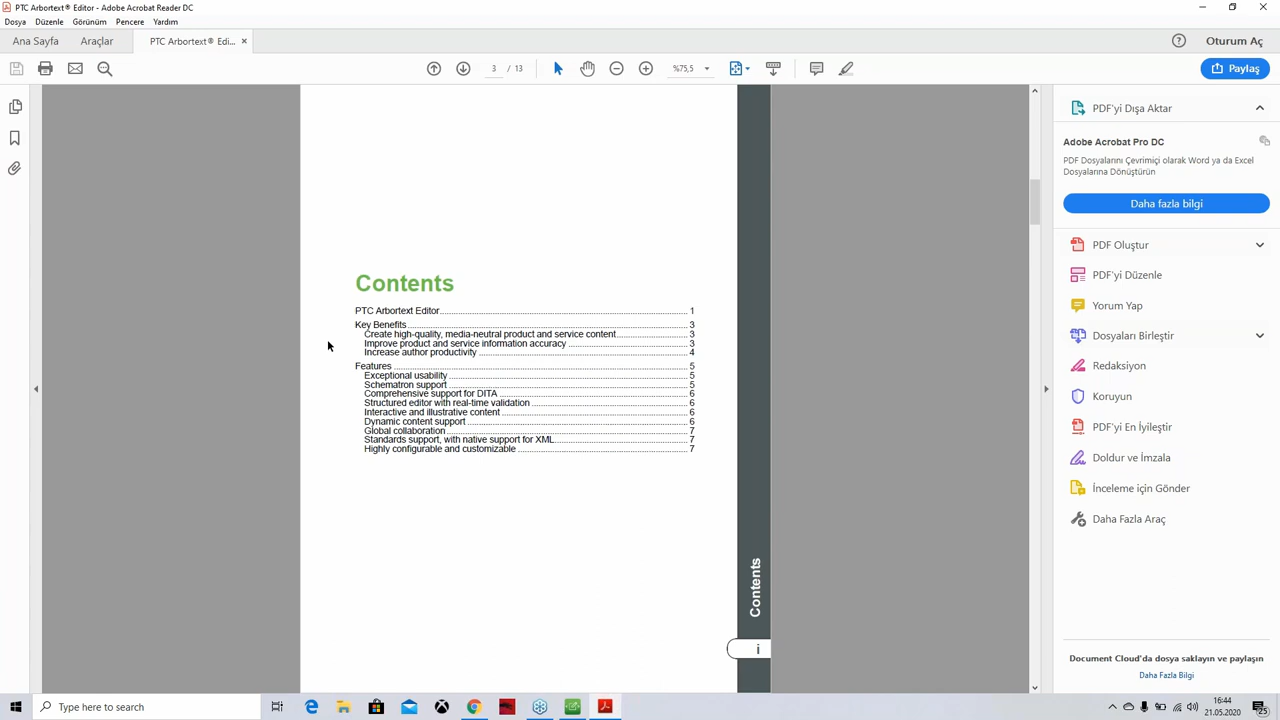 PTC Arbortext® Editor - Adobe Acrobat Reader DC
Dosya Düzenle Görünüm Pencere Yardım
Ana Sayfa Araçlar PTC Arbortext® Edi... × Oturum Aç
3 / 13 %75,5 Paylaş
Contents
PTC Arbortext Editor 1
Key Benefits 3
Create high-quality, media-neutral product and service content 3
Improve product and service information accuracy 3
Increase author productivity 4
Features 5
Exceptional usability 5
Schematron support 5
Comprehensive support for DITA 6
Structured editor with real-time validation 6
Interactive and illustrative content 6
Dynamic content support 6
Global collaboration 7
Standards support, with native support for XML 7
Highly configurable and customizable 7
Contents
i
PDF'yi Dışa Aktar
Adobe Acrobat Pro DC
PDF Dosyalarını Çevrimiçi olarak Word ya da Excel
Dosyalarına Dönüştürün
Daha fazla bilgi
PDF Oluştur
PDF'yi Düzenle
Yorum Yap
Dosyaları Birleştir
Redaksiyon
Koruyun
PDF'yi En İyileştir
Doldur ve İmzala
İnceleme için Gönder
Daha Fazla Araç
Document Cloud'da dosya saklayın ve paylaşın
Daha Fazla Bilgi
Type here to search
16:44
21.05.2020